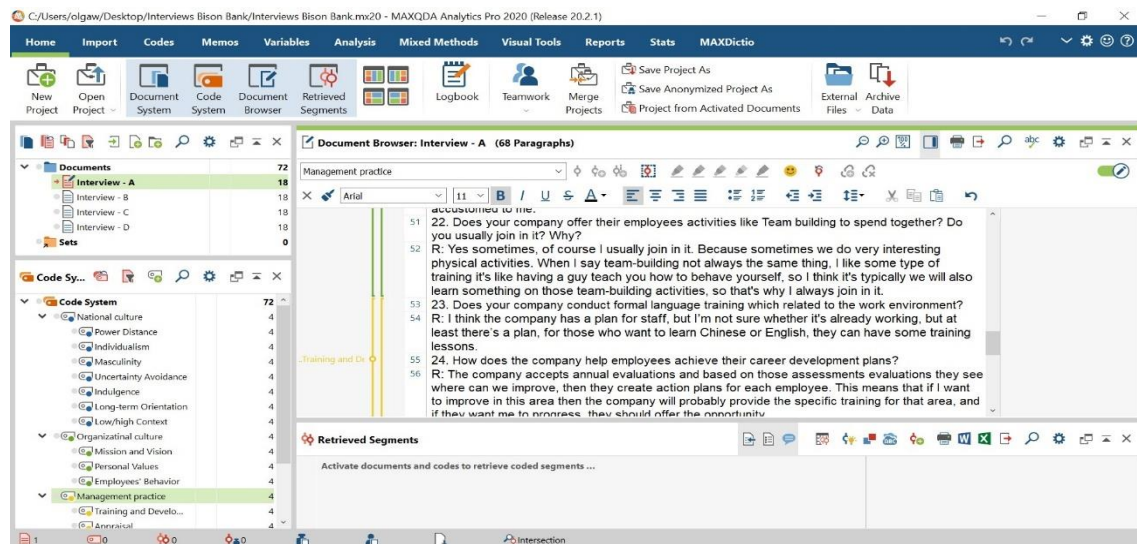 C:/Users/olgaw/Desktop/Interviews Bison Bank/Interviews Bison Bank.mx20 - MAXQDA Analytics Pro 2020 (Release 20.2.1)
Home Import Codes Memos Variables Analysis Mixed Methods Visual Tools Reports Stats MAXDictio
New Project
Open Project
Document System
Code System
Document Browser
Retrieved Segments
Logbook
Teamwork
Merge Projects
Save Project As
Save Anonymized Project As
Project from Activated Documents
External Files
Archive Data
Documents 72
Interview - A 18
Interview - B 18
Interview - C 18
Interview - D 18
Sets 0
Code Sy...
Code System 72
National culture 4
Power Distance 4
Individualism 4
Masculinity 4
Uncertainty Avoidance 4
Indulgence 4
Long-term Orientation 4
Low/high Context 4
Organizatinal culture 4
Mission and Vision 4
Personal Values 4
Employees' Behavior 4
Management practice 4
Training and Develo... 4
Appraisal 4
Document Browser: Interview - A (68 Paragraphs)
Management practice
Arial 11 B I U S A
accustomed to me.
51 22. Does your company offer their employees activities like Team building to spend together? Do
you usually join in it? Why?
52 R: Yes sometimes, of course I usually join in it. Because sometimes we do very interesting
physical activities. When I say team-building not always the same thing, I like some type of
training it's like having a guy teach you how to behave yourself, so I think it's typically we will also
learn something on those team-building activities, so that's why I always join in it.
53 23. Does your company conduct formal language training which related to the work environment?
54 R: I think the company has a plan for staff, but I'm not sure whether it's already working, but at
least there's a plan, for those who want to learn Chinese or English, they can have some training
lessons.
..Training and De
55 24. How does the company help employees achieve their career development plans?
56 R: The company accepts annual evaluations and based on those assessments evaluations they see
where can we improve, then they create action plans for each employee. This means that if I want
to improve in this area then the company will probably provide the specific training for that area, and
if they want me to progress, they should offer the opportunity.
Retrieved Segments
Activate documents and codes to retrieve coded segments ...
1 0 0 0 Intersection